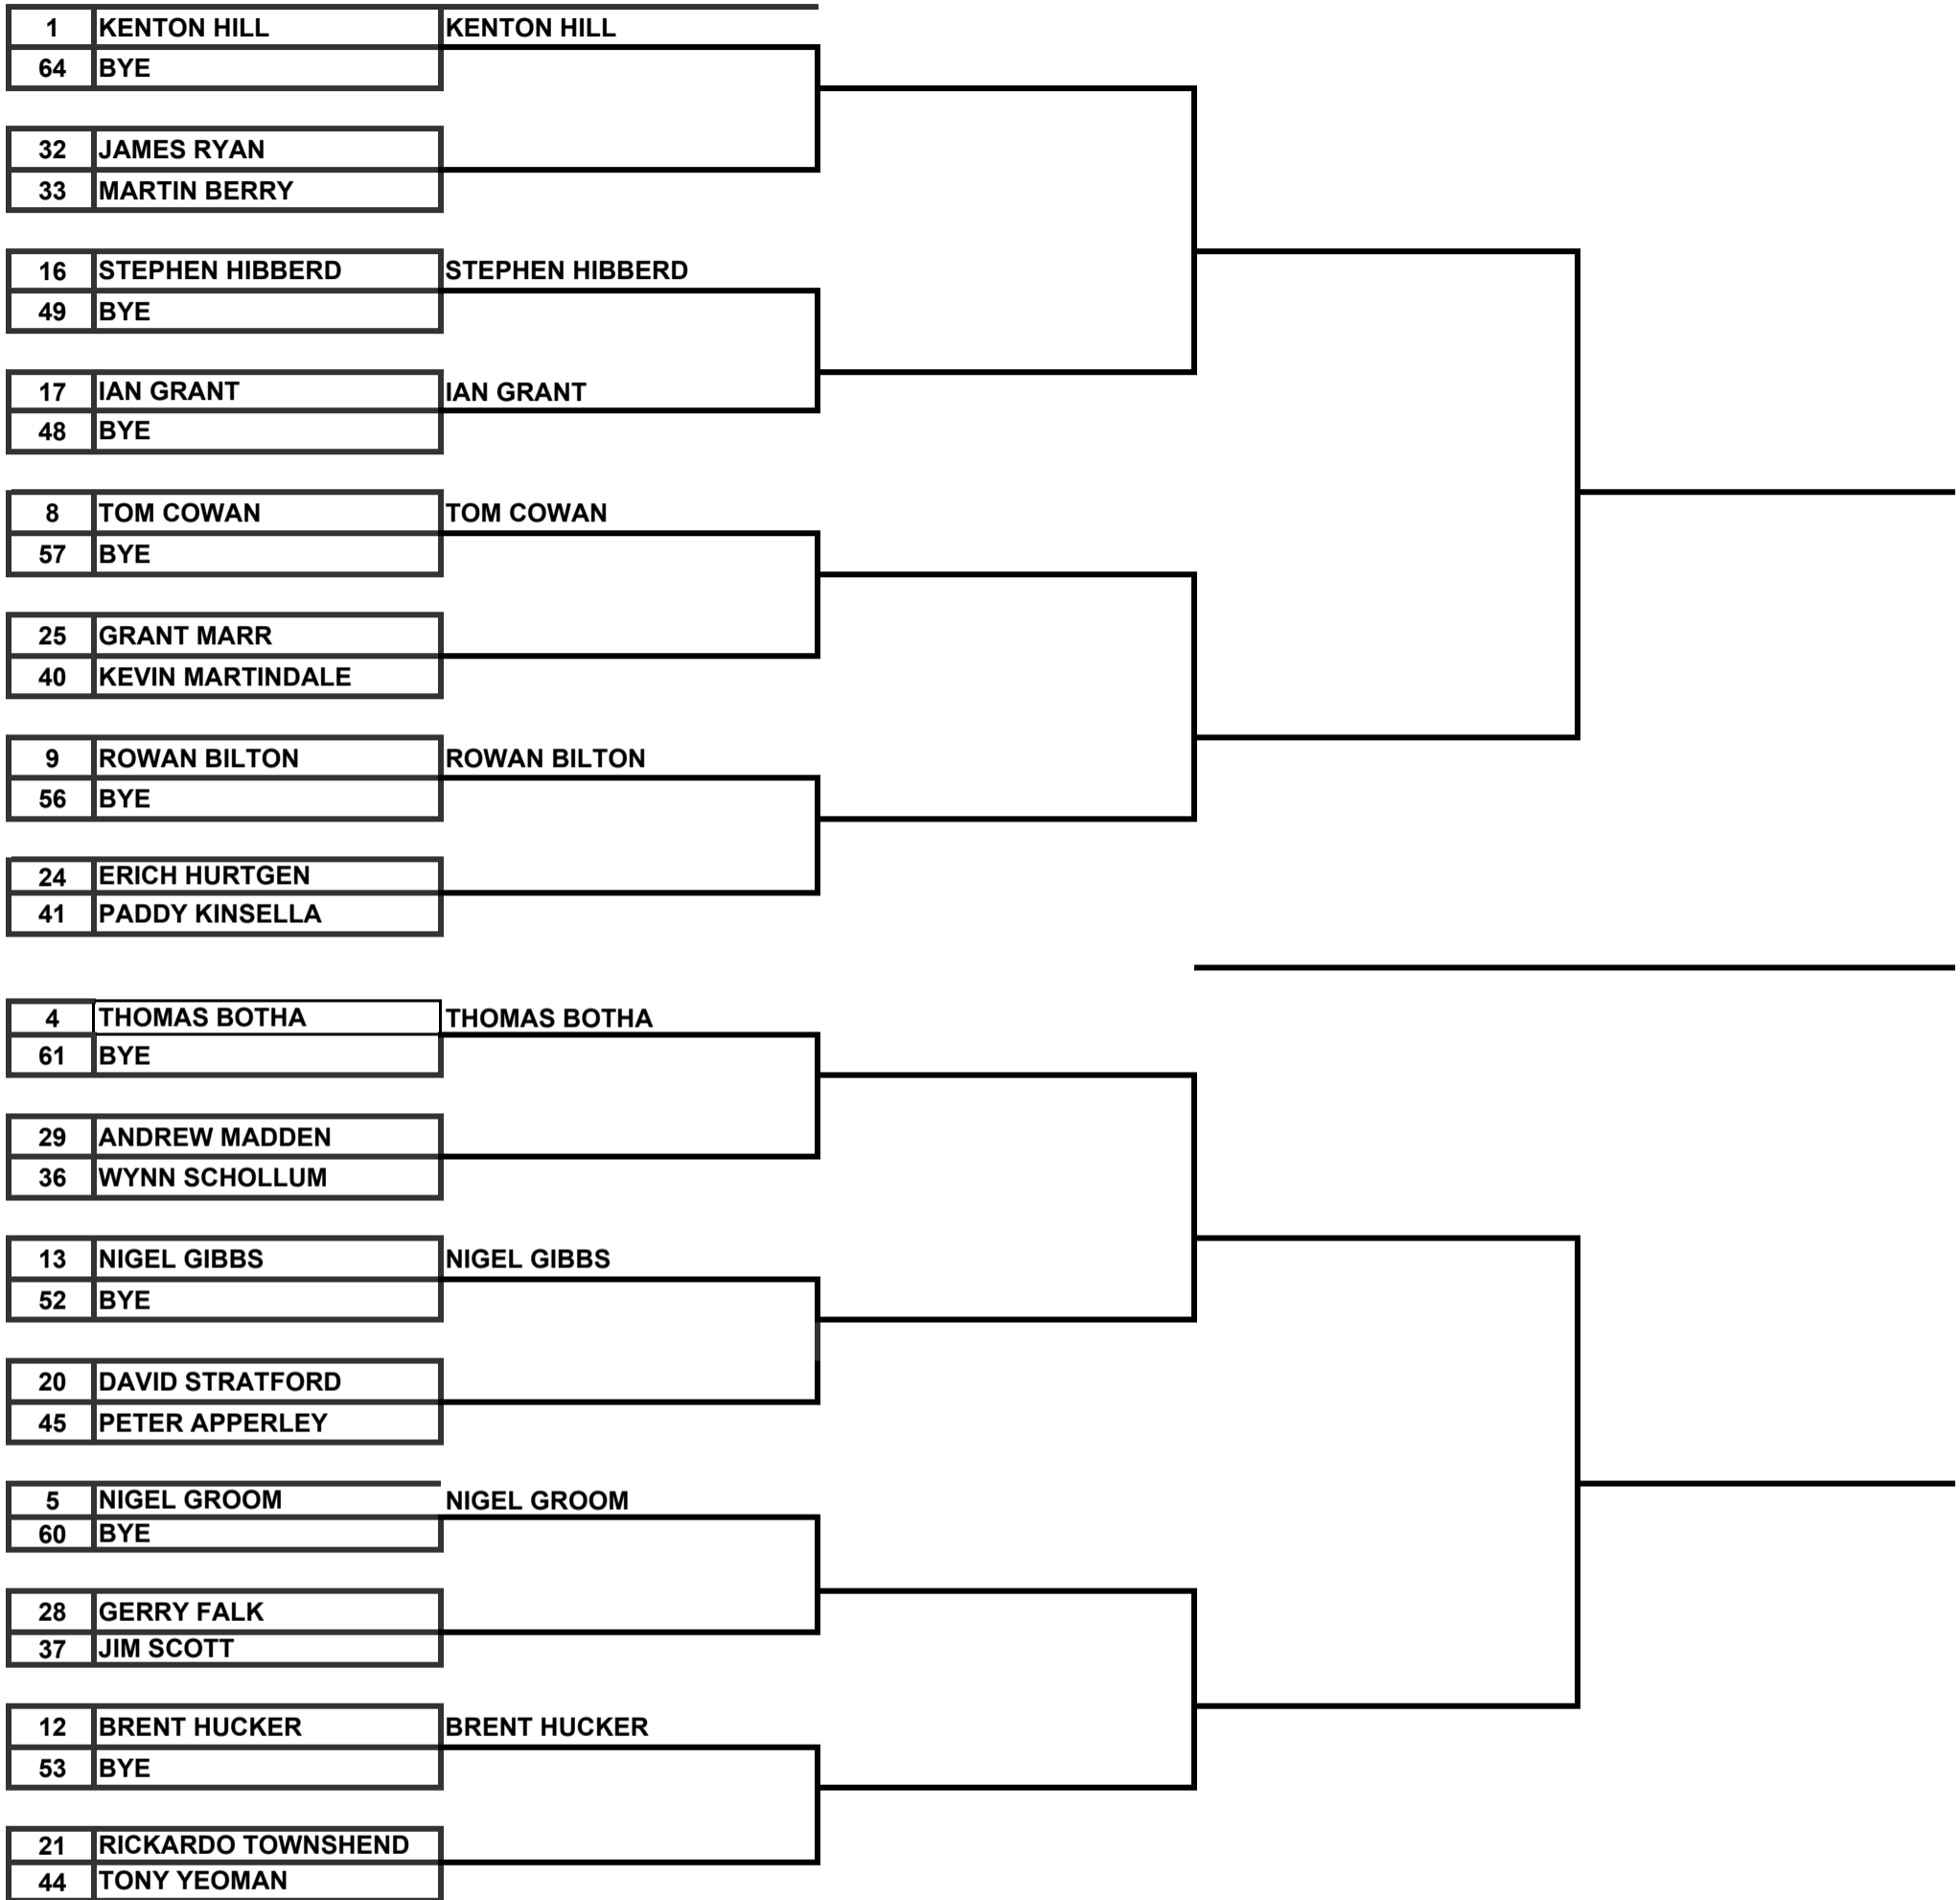 1 KENTON HILL KENTON HILL
64 BYE
32 JAMES RYAN
33 MARTIN BERRY
16 STEPHEN HIBBERD STEPHEN HIBBERD
49 BYE
17 IAN GRANT IAN GRANT
48 BYE
8 TOM COWAN TOM COWAN
57 BYE
25 GRANT MARR
40 KEVIN MARTINDALE
9 ROWAN BILTON ROWAN BILTON
56 BYE
24 ERICH HURTGEN
41 PADDY KINSELLA
4 THOMAS BOTHA THOMAS BOTHA
61 BYE
29 ANDREW MADDEN
36 WYNN SCHOLLUM
13 NIGEL GIBBS NIGEL GIBBS
52 BYE
20 DAVID STRATFORD
45 PETER APPERLEY
5 NIGEL GROOM NIGEL GROOM
60 BYE
28 GERRY FALK
37 JIM SCOTT
12 BRENT HUCKER BRENT HUCKER
53 BYE
21 RICKARDO TOWNSHEND
44 TONY YEOMAN